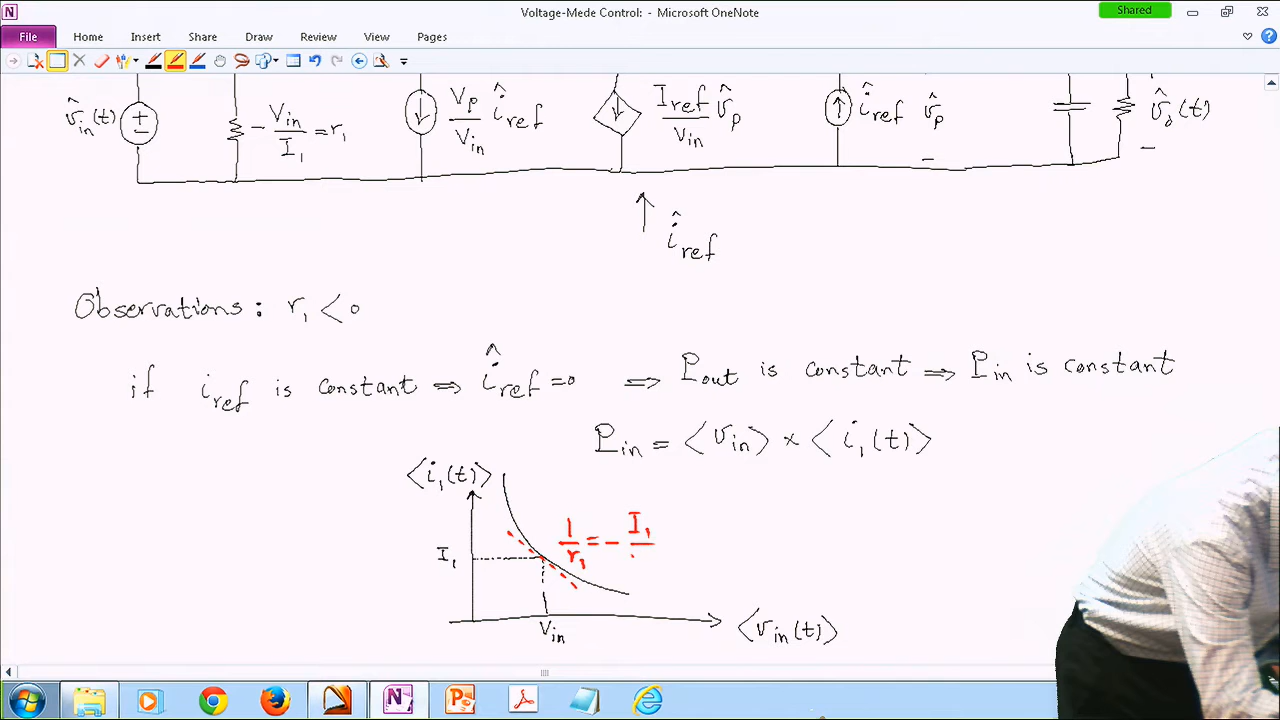 Voltage-Mede Control: - Microsoft OneNote
Shared
File Home Insert Share Draw Review View Pages
v̂in(t) + −
− Vin/I1 = r1
Vp/Vin îref
Iref/Vin v̂p
îref v̂p −
v̂o(t) −
îref
Observations: r1 < 0
if iref is constant ⇒ îref = 0 ⇒ Pout is constant ⇒ Pin is constant
Pin = <vin> × <i1(t)>
<i1(t)>
1/r1 = − I1/
I1
Vin
<vin(t)>